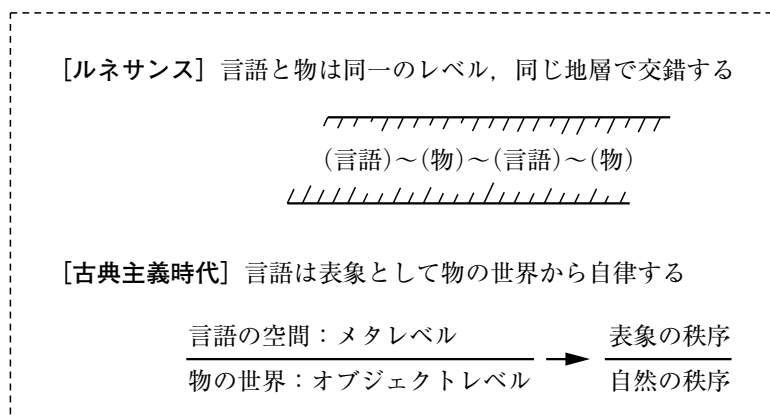 [ルネサンス] 言語と物は同一のレベル，同じ地層で交錯する
(言語)～(物)～(言語)～(物)
[古典主義時代] 言語は表象として物の世界から自律する
言語の空間：メタレベル 表象の秩序
物の世界：オブジェクトレベル 自然の秩序